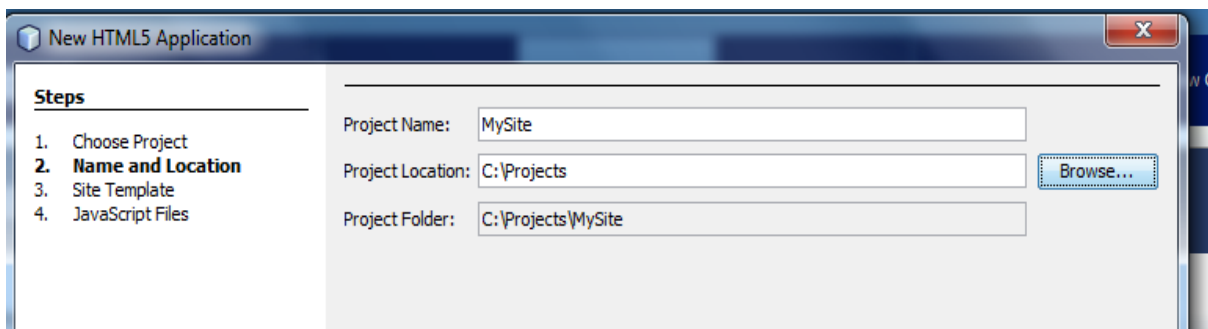 New HTML5 Application
Steps
1. Choose Project
2. Name and Location
3. Site Template
4. JavaScript Files
Project Name: MySite
Project Location: C:\Projects Browse...
Project Folder: C:\Projects\MySite